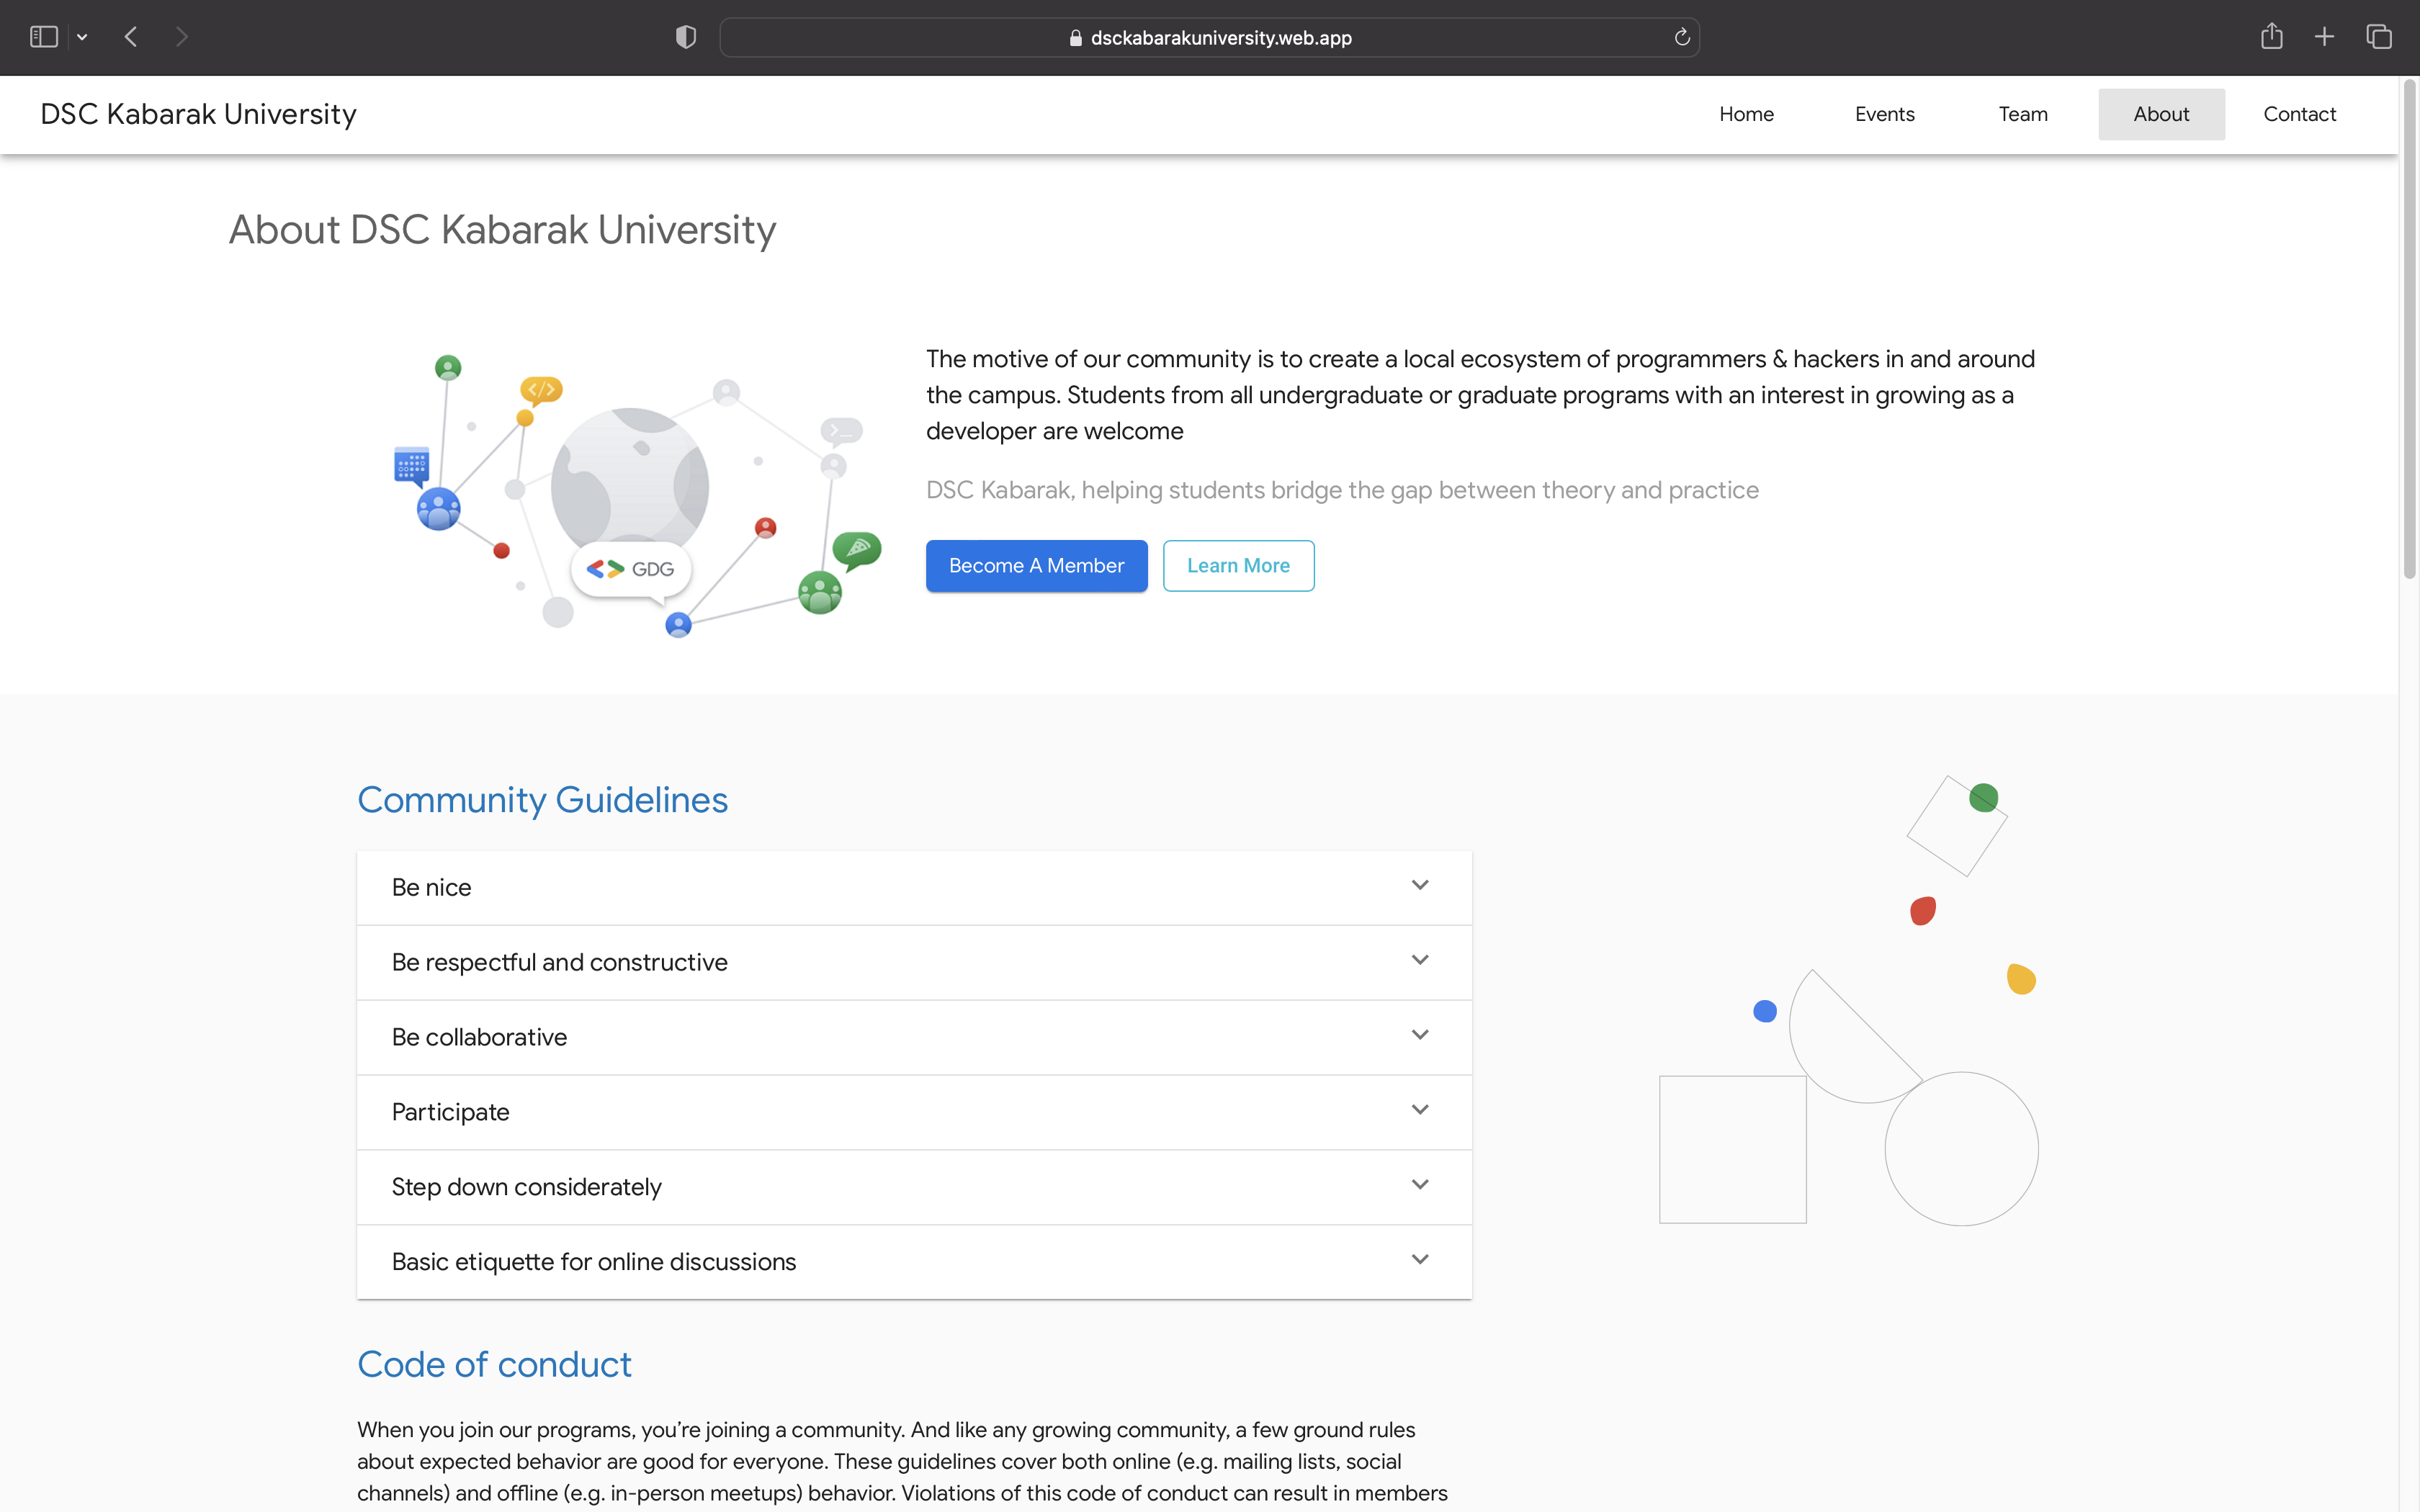 dsckabarakuniversity.web.app
DSC Kabarak University
Home
Events
Team
About
Contact
About DSC Kabarak University
The motive of our community is to create a local ecosystem of programmers & hackers in and around
the campus. Students from all undergraduate or graduate programs with an interest in growing as a
developer are welcome
DSC Kabarak, helping students bridge the gap between theory and practice
Become A Member
Learn More
GDG
Community Guidelines
Be nice
Be respectful and constructive
Be collaborative
Participate
Step down considerately
Basic etiquette for online discussions
Code of conduct
When you join our programs, you’re joining a community. And like any growing community, a few ground rules
about expected behavior are good for everyone. These guidelines cover both online (e.g. mailing lists, social
channels) and offline (e.g. in-person meetups) behavior. Violations of this code of conduct can result in members